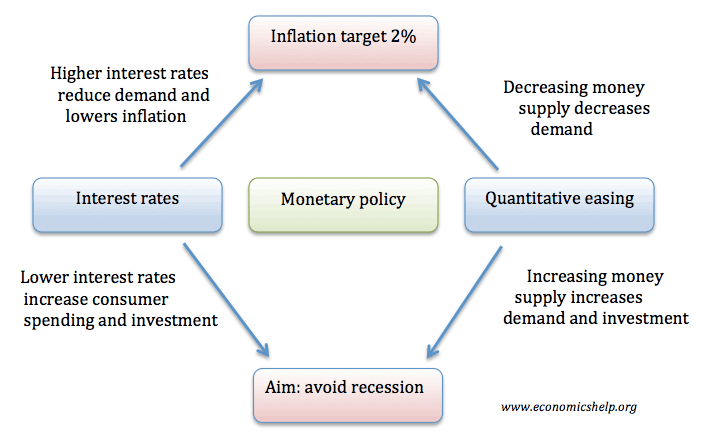 Inflation target 2%
Higher interest rates
reduce demand and
lowers inflation
Decreasing money
supply decreases
demand
Interest rates
Monetary policy
Quantitative easing
Lower interest rates
increase consumer
spending and investment
Increasing money
supply increases
demand and investment
Aim: avoid recession
www.economicshelp.org